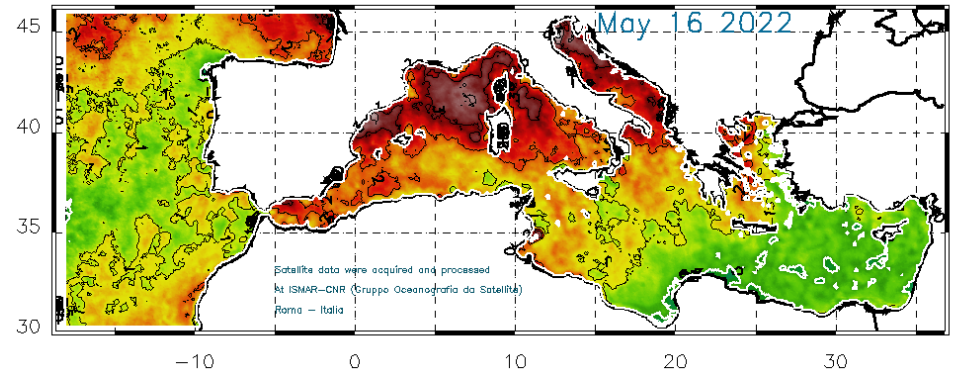 45
May 16 2022
40
35
Satellite data were acquired and processed
At ISMAR-CNR (Gruppo Oceanografia da Satellite)
Roma - Italia
30
-10 0 10 20 30